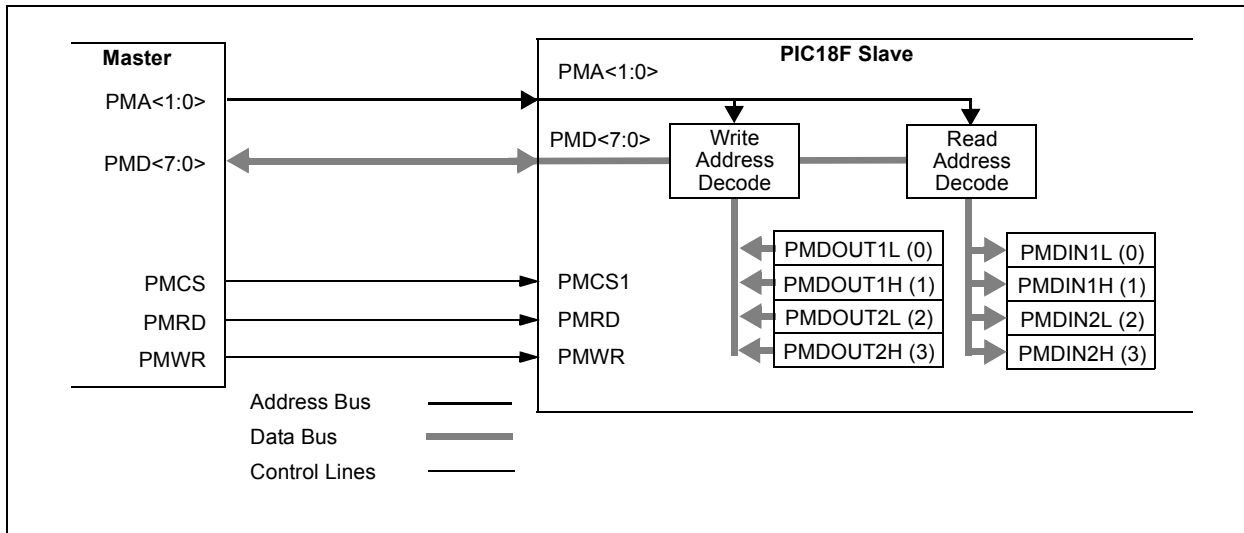 Master
PIC18F Slave
PMA<1:0>
PMA<1:0>
PMD<7:0>
PMD<7:0>
Write
Address
Decode
Read
Address
Decode
PMDOUT1L (0)
PMDOUT1H (1)
PMDOUT2L (2)
PMDOUT2H (3)
PMDIN1L (0)
PMDIN1H (1)
PMDIN2L (2)
PMDIN2H (3)
PMCS
PMCS1
PMRD
PMRD
PMWR
PMWR
Address Bus
Data Bus
Control Lines